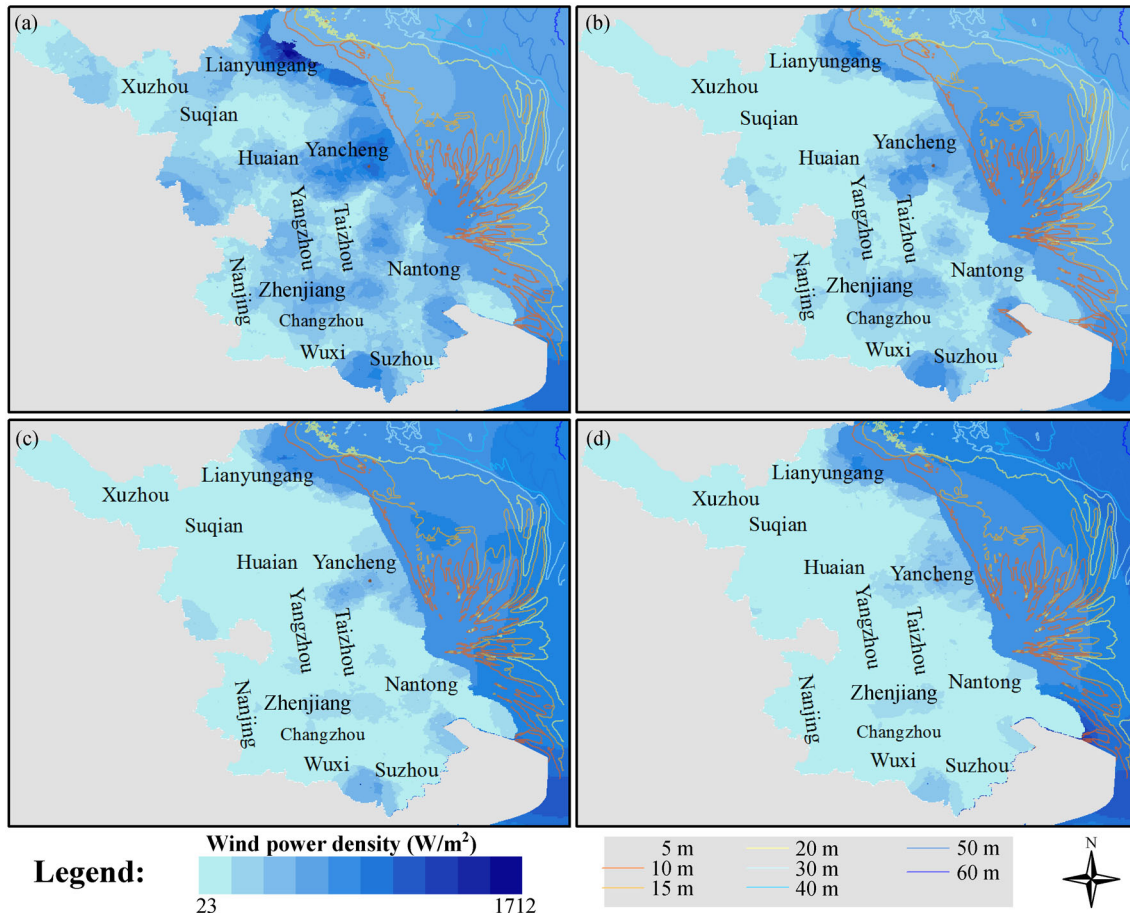 (a)
Lianyungang
Xuzhou
Suqian
Huaian
Yancheng
Yangzhou
Taizhou
Nanjing
Nantong
Zhenjiang
Changzhou
Wuxi
Suzhou
(b)
Lianyungang
Xuzhou
Suqian
Huaian
Yancheng
Yangzhou
Taizhou
Nanjing
Nantong
Zhenjiang
Changzhou
Wuxi
Suzhou
(c)
Lianyungang
Xuzhou
Suqian
Huaian
Yancheng
Yangzhou
Taizhou
Nanjing
Nantong
Zhenjiang
Changzhou
Wuxi
Suzhou
(d)
Lianyungang
Xuzhou
Suqian
Huaian
Yancheng
Yangzhou
Taizhou
Nanjing
Nantong
Zhenjiang
Changzhou
Wuxi
Suzhou
Legend:
Wind power density (W/m²)
23
1712
5 m
10 m
15 m
20 m
30 m
40 m
50 m
60 m
N